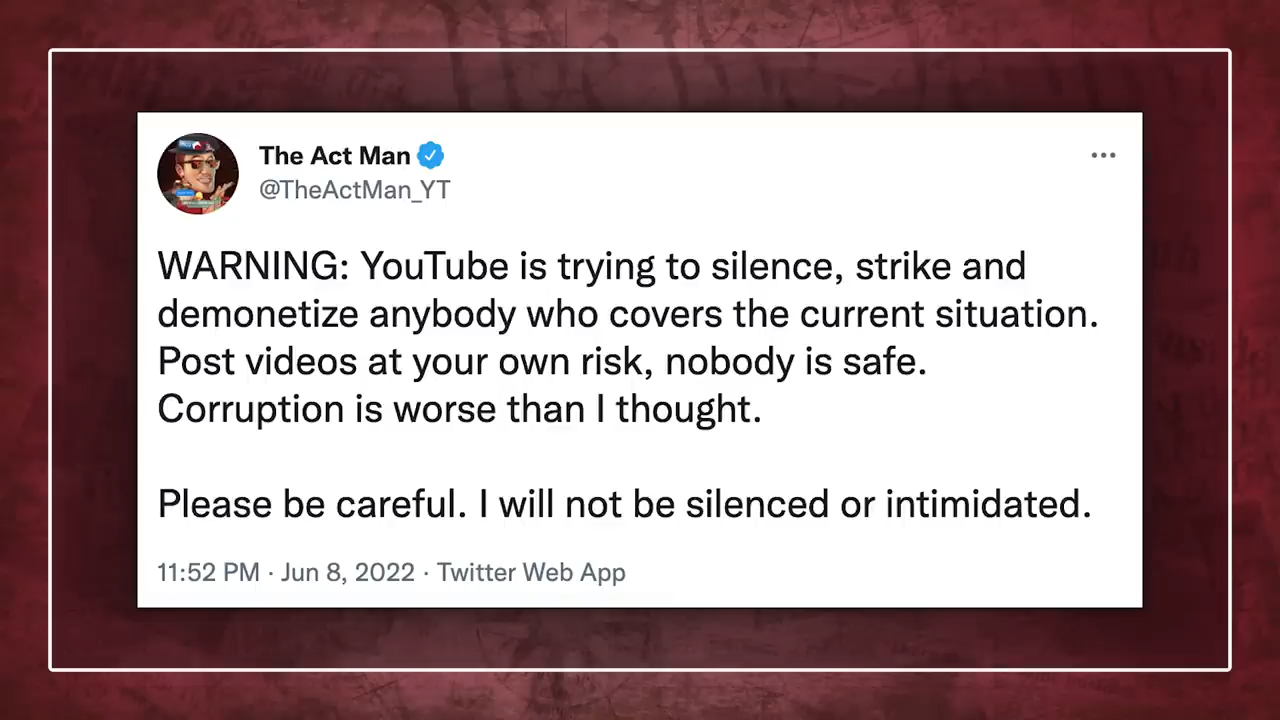 The Act Man
@TheActMan_YT
WARNING: YouTube is trying to silence, strike and
demonetize anybody who covers the current situation.
Post videos at your own risk, nobody is safe.
Corruption is worse than I thought.
Please be careful. I will not be silenced or intimidated.
11:52 PM · Jun 8, 2022 · Twitter Web App